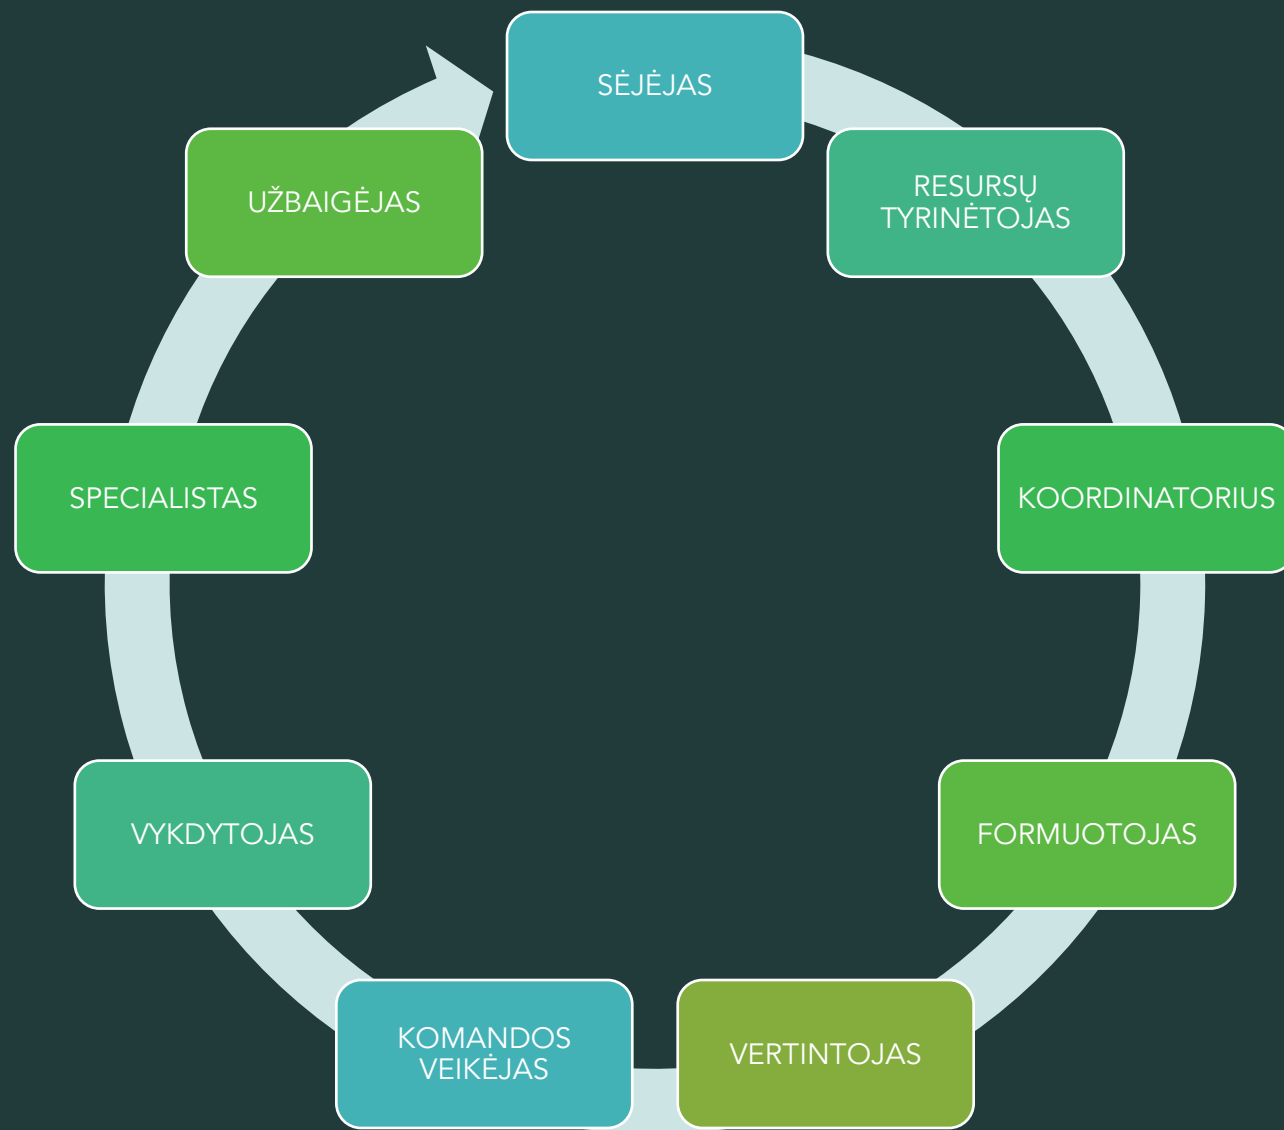 SĖJĖJAS
RESURSŲ
TYRINĖTOJAS
KOORDINATORIUS
FORMUOTOJAS
VERTINTOJAS
KOMANDOS
VEIKĖJAS
VYKDYTOJAS
SPECIALISTAS
UŽBAIGĖJAS